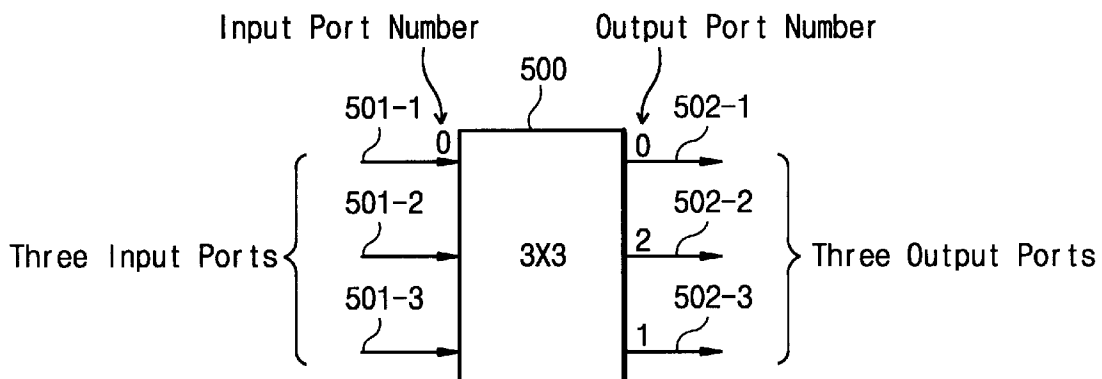 Input Port Number
Output Port Number
500
501-1
0
0
502-1
501-2
2
502-2
Three Input Ports
3X3
Three Output Ports
501-3
1
502-3